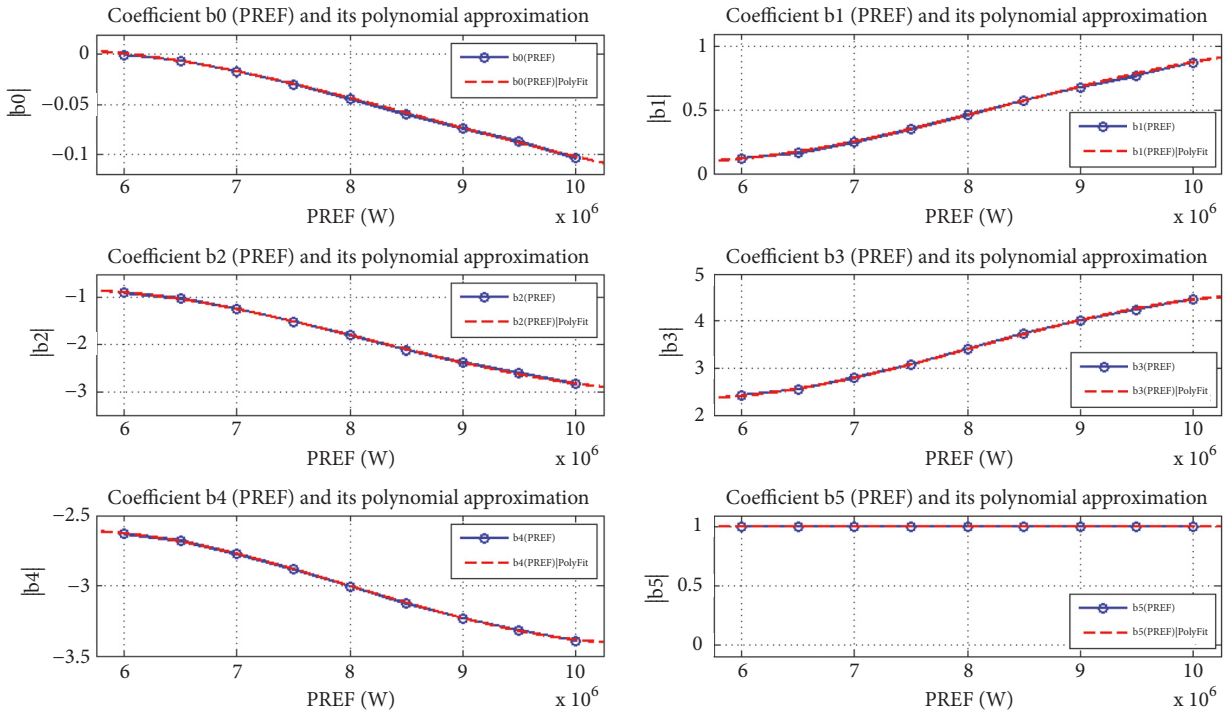 Coefficient b0 (PREF) and its polynomial approximation
0
−0.05
−0.1
|b0|
b0(PREF)
b0(PREF)|PolyFit
6 7 8 9 10
PREF (W)
x 10^6
Coefficient b1 (PREF) and its polynomial approximation
1
0.5
0
|b1|
b1(PREF)
b1(PREF)|PolyFit
6 7 8 9 10
PREF (W)
x 10^6
Coefficient b2 (PREF) and its polynomial approximation
−1
−2
−3
|b2|
b2(PREF)
b2(PREF)|PolyFit
6 7 8 9 10
PREF (W)
x 10^6
Coefficient b3 (PREF) and its polynomial approximation
5
4
3
2
|b3|
b3(PREF)
b3(PREF)|PolyFit
6 7 8 9 10
PREF (W)
x 10^6
Coefficient b4 (PREF) and its polynomial approximation
−2.5
−3
−3.5
|b4|
b4(PREF)
b4(PREF)|PolyFit
6 7 8 9 10
PREF (W)
x 10^6
Coefficient b5 (PREF) and its polynomial approximation
1
0.5
0
|b5|
b5(PREF)
b5(PREF)|PolyFit
6 7 8 9 10
PREF (W)
x 10^6